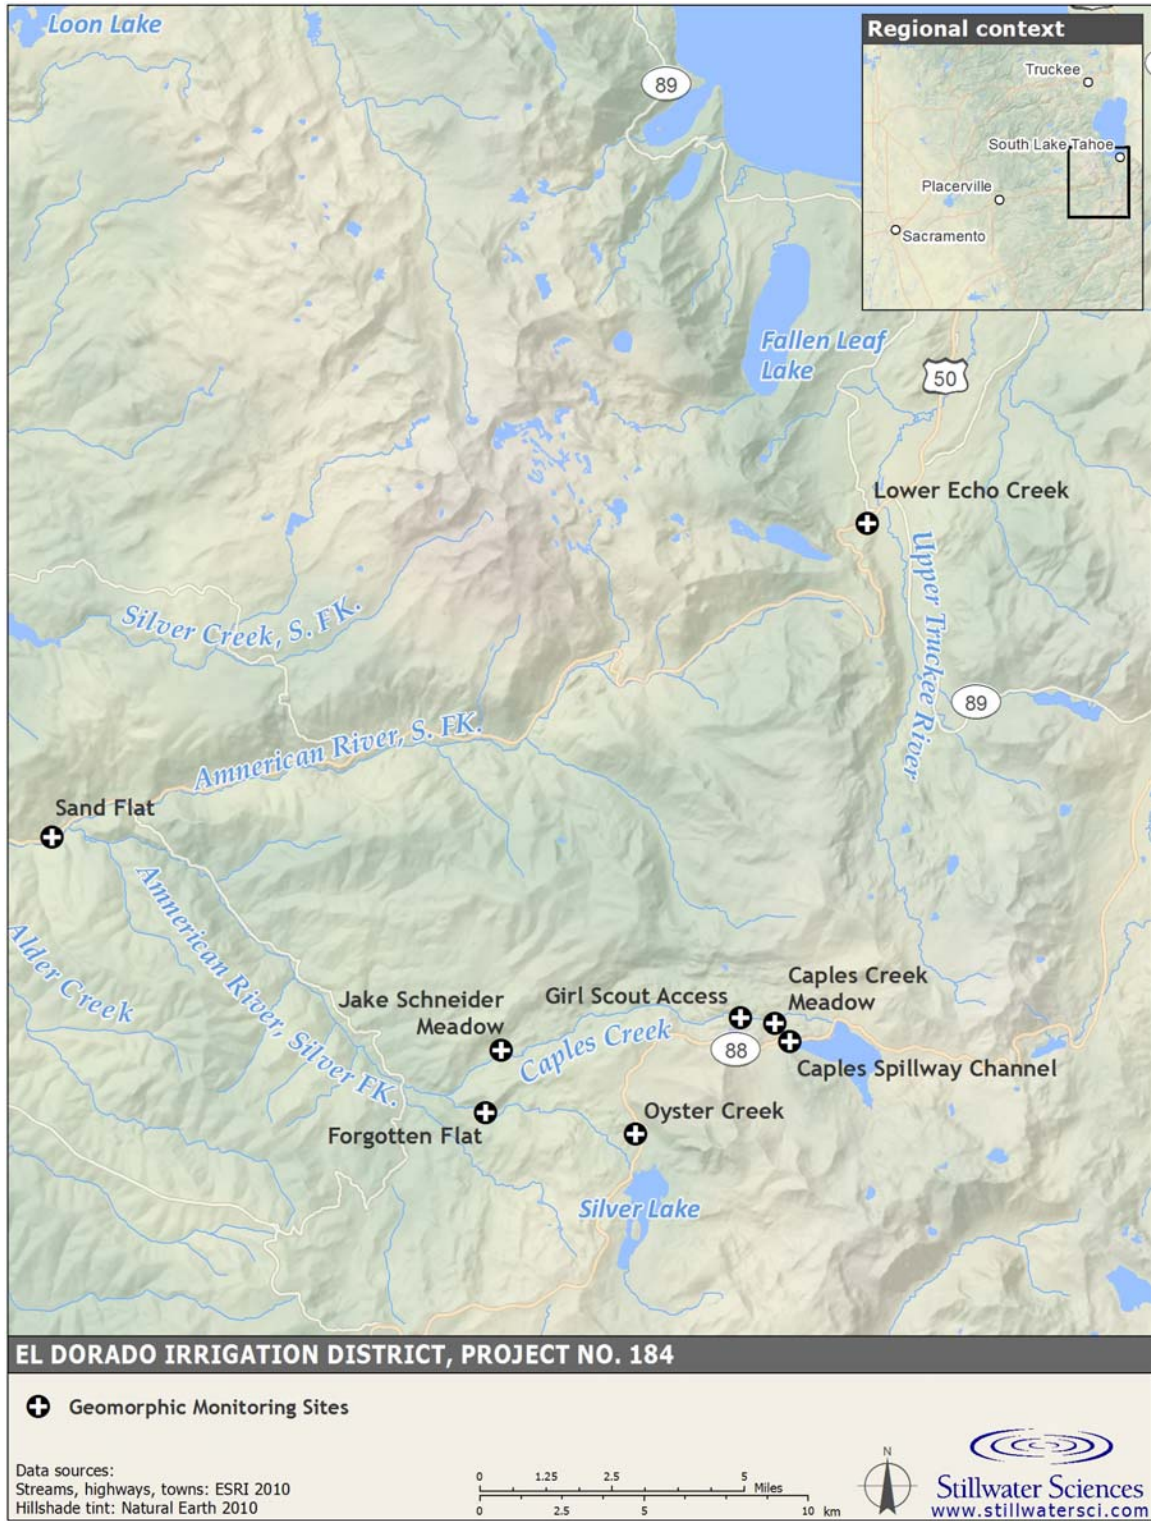 Loon Lake
89
Regional context
Truckee
South Lake Tahoe
Placerville
Sacramento
Fallen Leaf
Lake
50
Lower Echo Creek
Upper Truckee River
Silver Creek, S. FK.
89
Amnerican River, S. FK.
Sand Flat
Amnerican River, Silver FK.
Alder Creek
Jake Schneider
Meadow
Girl Scout Access
Caples Creek
Meadow
Caples Creek
88
Caples Spillway Channel
Forgotten Flat
Oyster Creek
Silver Lake
EL DORADO IRRIGATION DISTRICT, PROJECT NO. 184
Geomorphic Monitoring Sites
Data sources:
Streams, highways, towns: ESRI 2010
Hillshade tint: Natural Earth 2010
0 1.25 2.5 5
Miles
0 2.5 5 10 km
N
Stillwater Sciences
www.stillwatersci.com